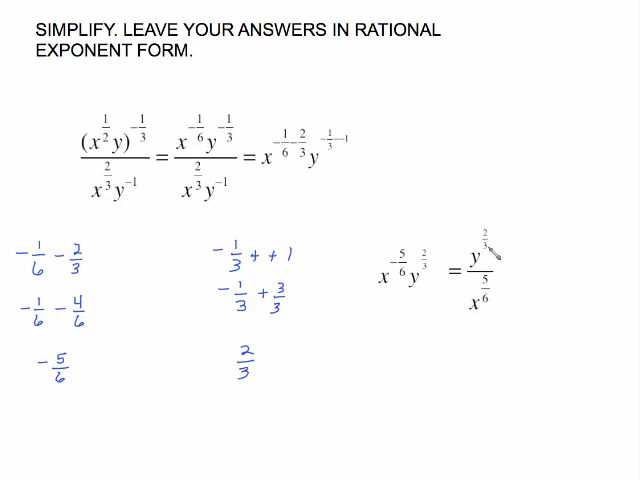 SIMPLIFY. LEAVE YOUR ANSWERS IN RATIONAL
EXPONENT FORM.
(x^{1/2}y)^{-1/3} / x^{2/3}y^{-1} = x^{-1/6}y^{-1/3} / x^{2/3}y^{-1} = x^{-1/6-2/3}y^{-1/3--1}
-1/6 - 2/3
-1/6 - 4/6
-5/6
-1/3 + + 1
-1/3 + 3/3
2/3
x^{-5/6}y^{2/3} = y^{2/3} / x^{5/6}